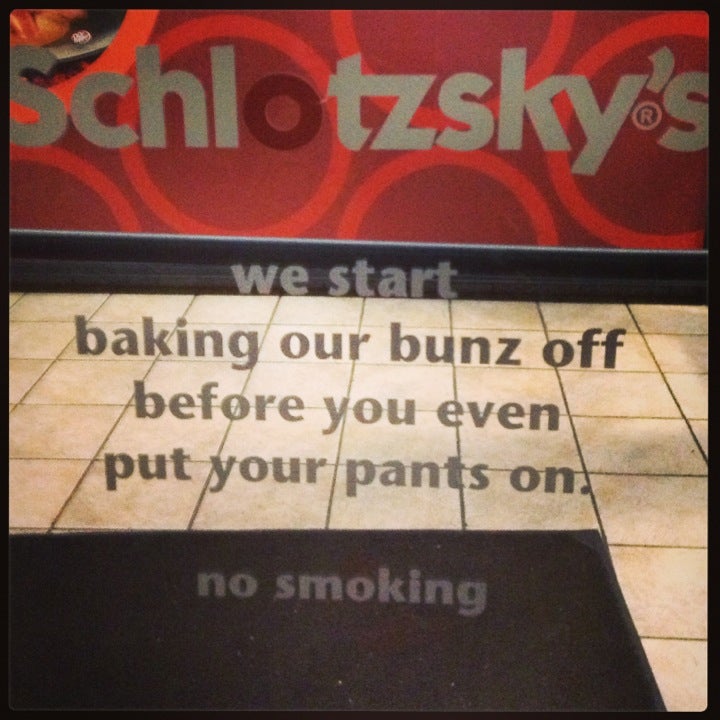 Schlotzsky's®
we start
baking our bunz off
before you even
put your pants on.
no smoking